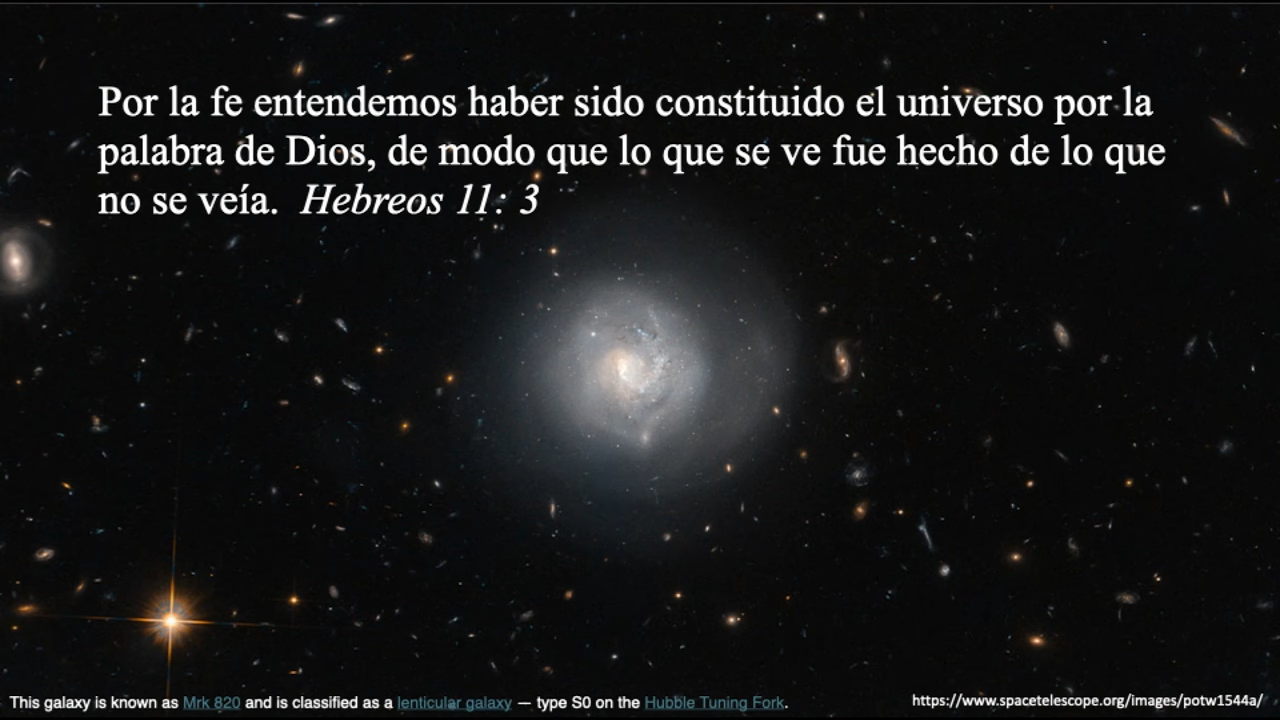 Por la fe entendemos haber sido constituido el universo por la
palabra de Dios, de modo que lo que se ve fue hecho de lo que
no se veía.  Hebreos 11: 3
This galaxy is known as Mrk 820 and is classified as a lenticular galaxy — type S0 on the Hubble Tuning Fork.
https://www.spacetelescope.org/images/potw1544a/